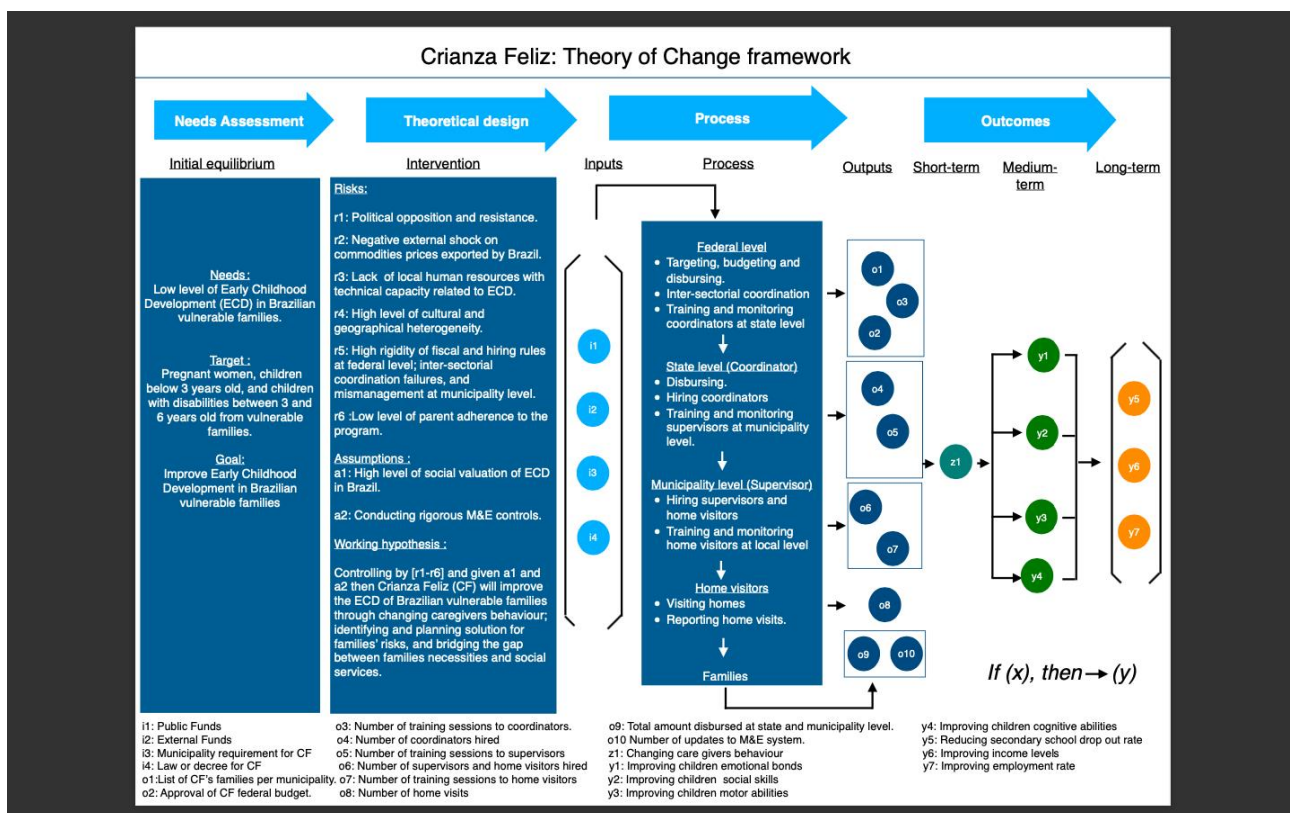 Crianza Feliz: Theory of Change framework
Needs Assessment
Theoretical design
Process
Outcomes
Initial equilibrium
Intervention
Inputs
Process
Outputs
Short-term
Medium-
term
Long-term
Needs :
Low level of Early Childhood
Development (ECD) in Brazilian
vulnerable families.
Target :
Pregnant women, children
below 3 years old, and children
with disabilities between 3 and
6 years old from vulnerable
families.
Goal:
Improve Early Childhood
Development in Brazilian
vulnerable families
Risks:
r1: Political opposition and resistance.
r2: Negative external shock on
commodities prices exported by Brazil.
r3: Lack of local human resources with
technical capacity related to ECD.
r4: High level of cultural and
geographical heterogeneity.
r5: High rigidity of fiscal and hiring rules
at federal level; inter-sectorial
coordination failures, and
mismanagement at municipality level.
r6 :Low level of parent adherence to the
program.
Assumptions :
a1: High level of social valuation of ECD
in Brazil.
a2: Conducting rigorous M&E controls.
Working hypothesis :
Controlling by [r1-r6] and given a1 and
a2 then Crianza Feliz (CF) will improve
the ECD of Brazilian vulnerable families
through changing caregivers behaviour;
identifying and planning solution for
families' risks, and bridging the gap
between families necessities and social
services.
i1
i2
i3
i4
Federal level
• Targeting, budgeting and
disbursing.
• Inter-sectorial coordination
• Training and monitoring
coordinators at state level
State level (Coordinator)
• Disbursing.
• Hiring coordinators
• Training and monitoring
supervisors at municipality
level.
Municipality level (Supervisor)
• Hiring supervisors and
home visitors
• Training and monitoring
home visitors at local level
Home visitors
• Visiting homes
• Reporting home visits.
Families
o1
o3
o2
o4
o5
o6
o7
o8
o9
o10
z1
y1
y2
y3
y4
y5
y6
y7
If (x), then → (y)
i1: Public Funds
i2: External Funds
i3: Municipality requirement for CF
i4: Law or decree for CF
o1:List of CF's families per municipality.
o2: Approval of CF federal budget.
o3: Number of training sessions to coordinators.
o4: Number of coordinators hired
o5: Number of training sessions to supervisors
o6: Number of supervisors and home visitors hired
o7: Number of training sessions to home visitors
o8: Number of home visits
o9: Total amount disbursed at state and municipality level.
o10 Number of updates to M&E system.
z1: Changing care givers behaviour
y1: Improving children emotional bonds
y2: Improving children social skills
y3: Improving children motor abilities
y4: Improving children cognitive abilities
y5: Reducing secondary school drop out rate
y6: Improving income levels
y7: Improving employment rate